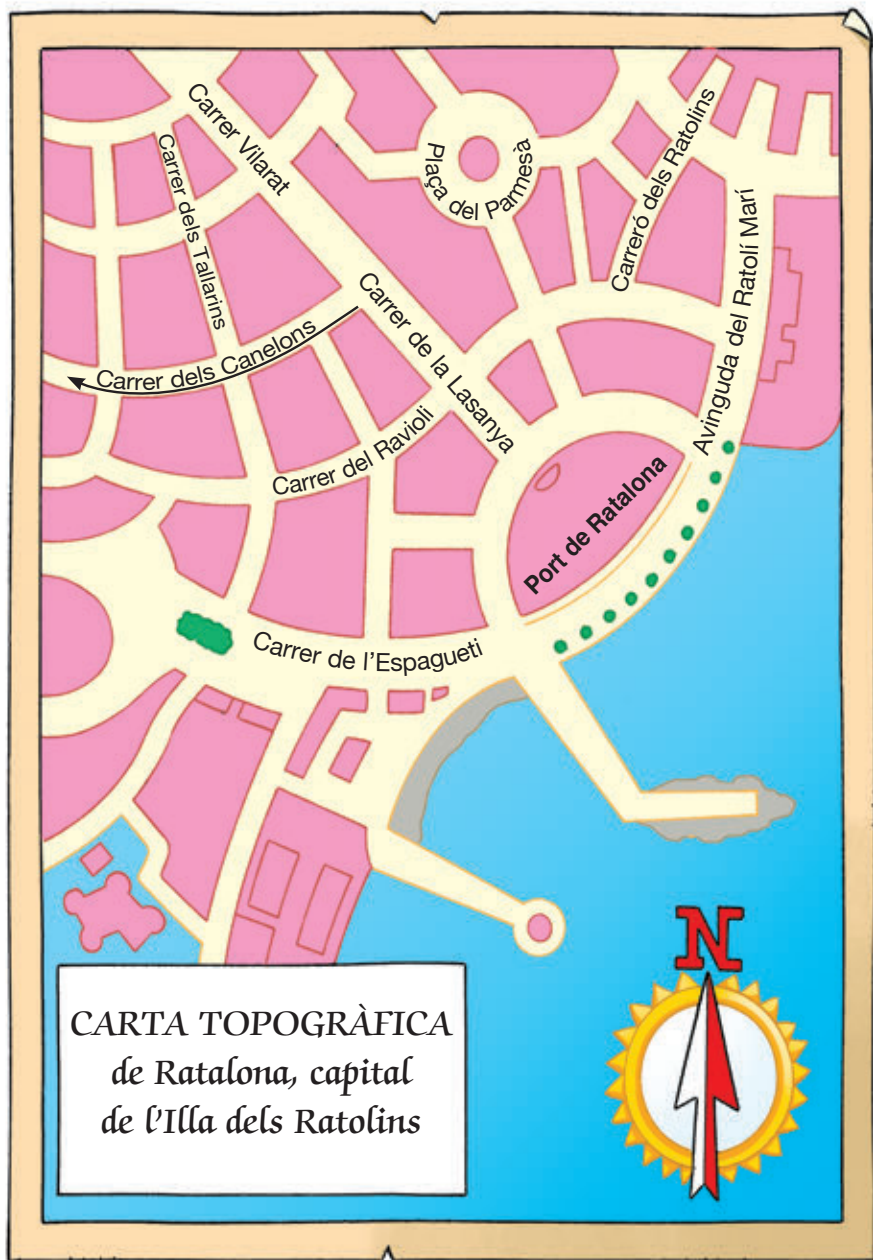 Carrer Vilarat
Carrer dels Tallarins
Plaça del Parmesà
Carreró dels Ratolins
Avinguda del Ratolí Marí
Carrer de la Lasanya
Carrer dels Canelons
Carrer del Ravioli
Port de Ratalona
Carrer de l'Espagueti
N
CARTA TOPOGRÀFICA
de Ratalona, capital
de l'Illa dels Ratolins